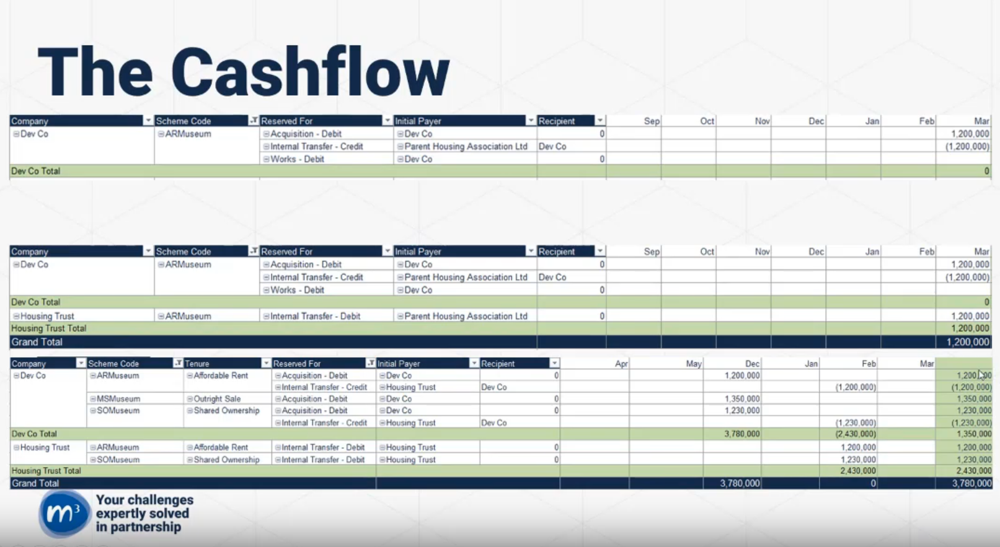 The Cashflow
Company Scheme Code Reserved For Initial Payer Recipient Sep Oct Nov Dec Jan Feb Mar
Dev Co ARMuseum Acquisition - Debit Dev Co 0 1,200,000
Internal Transfer - Credit Parent Housing Association Ltd Dev Co (1,200,000)
Works - Debit Dev Co 0
Dev Co Total 0
Company Scheme Code Reserved For Initial Payer Recipient Sep Oct Nov Dec Jan Feb Mar
Dev Co ARMuseum Acquisition - Debit Dev Co 0 1,200,000
Internal Transfer - Credit Parent Housing Association Ltd Dev Co (1,200,000)
Works - Debit Dev Co 0
Dev Co Total 0
Housing Trust ARMuseum Internal Transfer - Debit Parent Housing Association Ltd 0 1,200,000
Housing Trust Total 1,200,000
Grand Total 1,200,000
Company Scheme Code Tenure Reserved For Initial Payer Recipient Apr May Dec Jan Feb Mar
Dev Co ARMuseum Affordable Rent Acquisition - Debit Dev Co 0 1,200,000 1,200,000
Internal Transfer - Credit Housing Trust Dev Co (1,200,000) (1,200,000)
MSMuseum Outright Sale Acquisition - Debit Dev Co 0 1,350,000 1,350,000
SOMuseum Shared Ownership Acquisition - Debit Dev Co 0 1,230,000 1,230,000
Internal Transfer - Credit Housing Trust Dev Co (1,230,000) (1,230,000)
Dev Co Total 3,780,000 (2,430,000) 1,350,000
Housing Trust ARMuseum Affordable Rent Internal Transfer - Debit Housing Trust 0 1,200,000 1,200,000
SOMuseum Shared Ownership Internal Transfer - Debit Housing Trust 0 1,230,000 1,230,000
Housing Trust Total 2,430,000 2,430,000
Grand Total 3,780,000 0 3,780,000
m3
Your challenges
expertly solved
in partnership